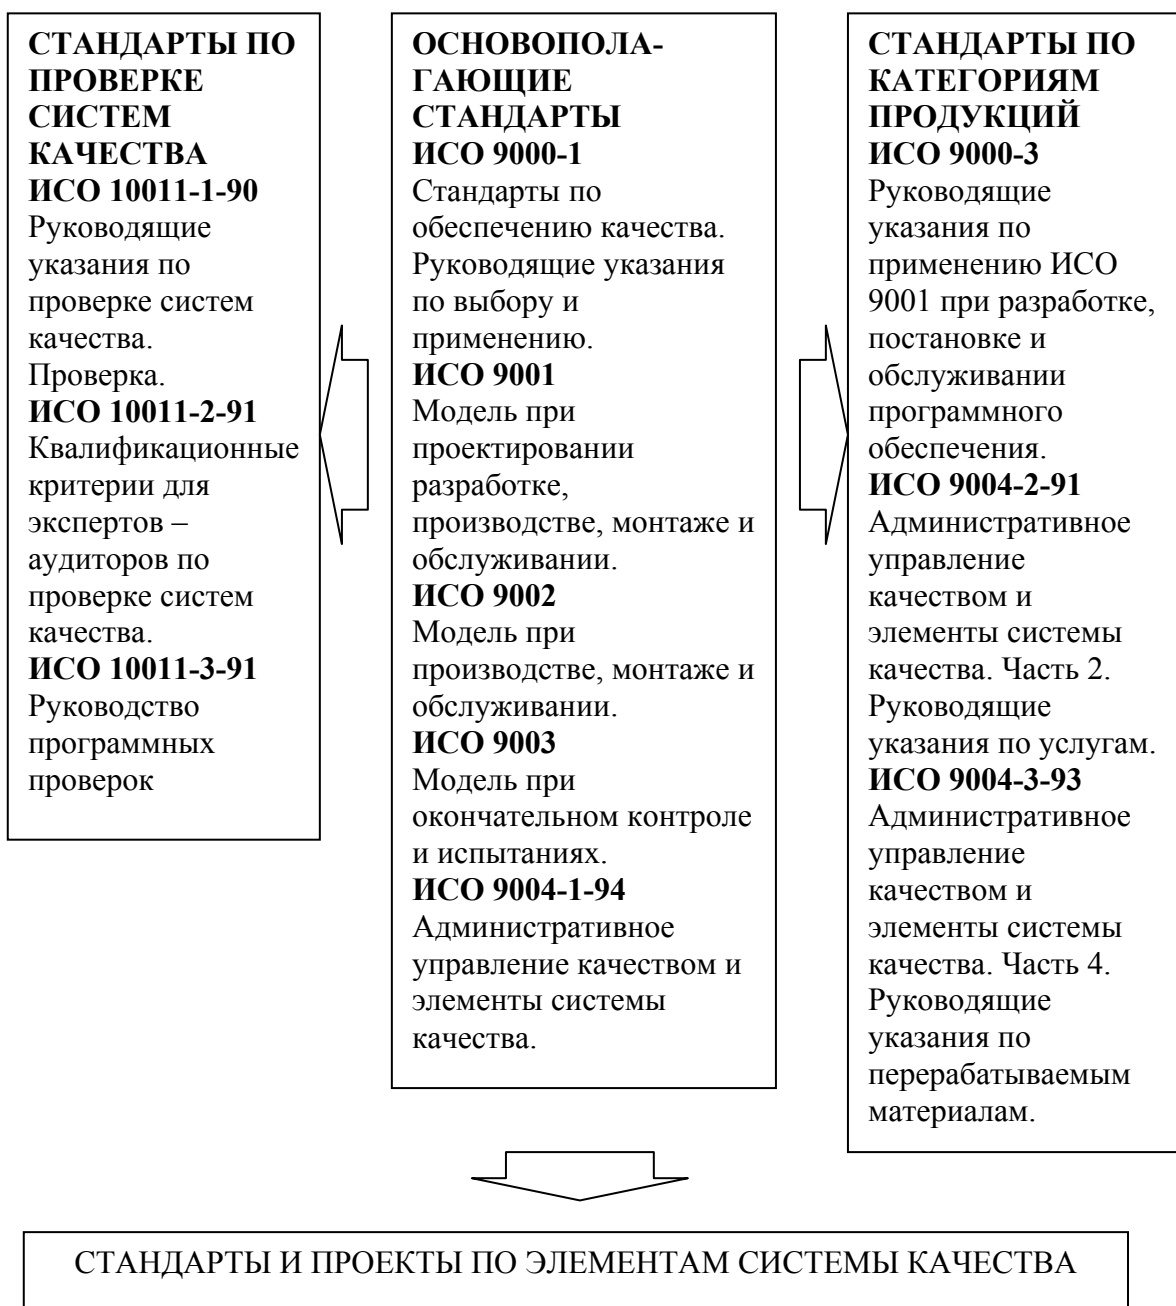 СТАНДАРТЫ ПО
ПРОВЕРКЕ
СИСТЕМ
КАЧЕСТВА
ИСО 10011-1-90
Руководящие
указания по
проверке систем
качества.
Проверка.
ИСО 10011-2-91
Квалификационные
критерии для
экспертов –
аудиторов по
проверке систем
качества.
ИСО 10011-3-91
Руководство
программных
проверок
ОСНОВОПОЛА-
ГАЮЩИЕ
СТАНДАРТЫ
ИСО 9000-1
Стандарты по
обеспечению качества.
Руководящие указания
по выбору и
применению.
ИСО 9001
Модель при
проектировании
разработке,
производстве, монтаже и
обслуживании.
ИСО 9002
Модель при
производстве, монтаже и
обслуживании.
ИСО 9003
Модель при
окончательном контроле
и испытаниях.
ИСО 9004-1-94
Административное
управление качеством и
элементы системы
качества.
СТАНДАРТЫ ПО
КАТЕГОРИЯМ
ПРОДУКЦИЙ
ИСО 9000-3
Руководящие
указания по
применению ИСО
9001 при разработке,
постановке и
обслуживании
программного
обеспечения.
ИСО 9004-2-91
Административное
управление
качеством и
элементы системы
качества. Часть 2.
Руководящие
указания по услугам.
ИСО 9004-3-93
Административное
управление
качеством и
элементы системы
качества. Часть 4.
Руководящие
указания по
перерабатываемым
материалам.
СТАНДАРТЫ И ПРОЕКТЫ ПО ЭЛЕМЕНТАМ СИСТЕМЫ КАЧЕСТВА